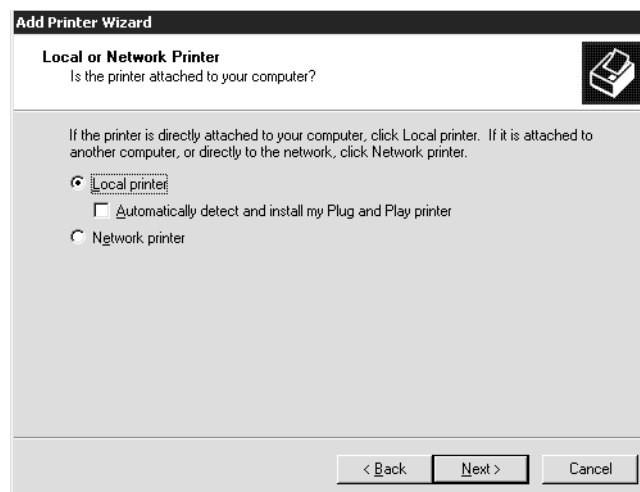 Add Printer Wizard
Local or Network Printer
Is the printer attached to your computer?
If the printer is directly attached to your computer, click Local printer. If it is attached to
another computer, or directly to the network, click Network printer.
Local printer
Automatically detect and install my Plug and Play printer
Network printer
< Back Next > Cancel